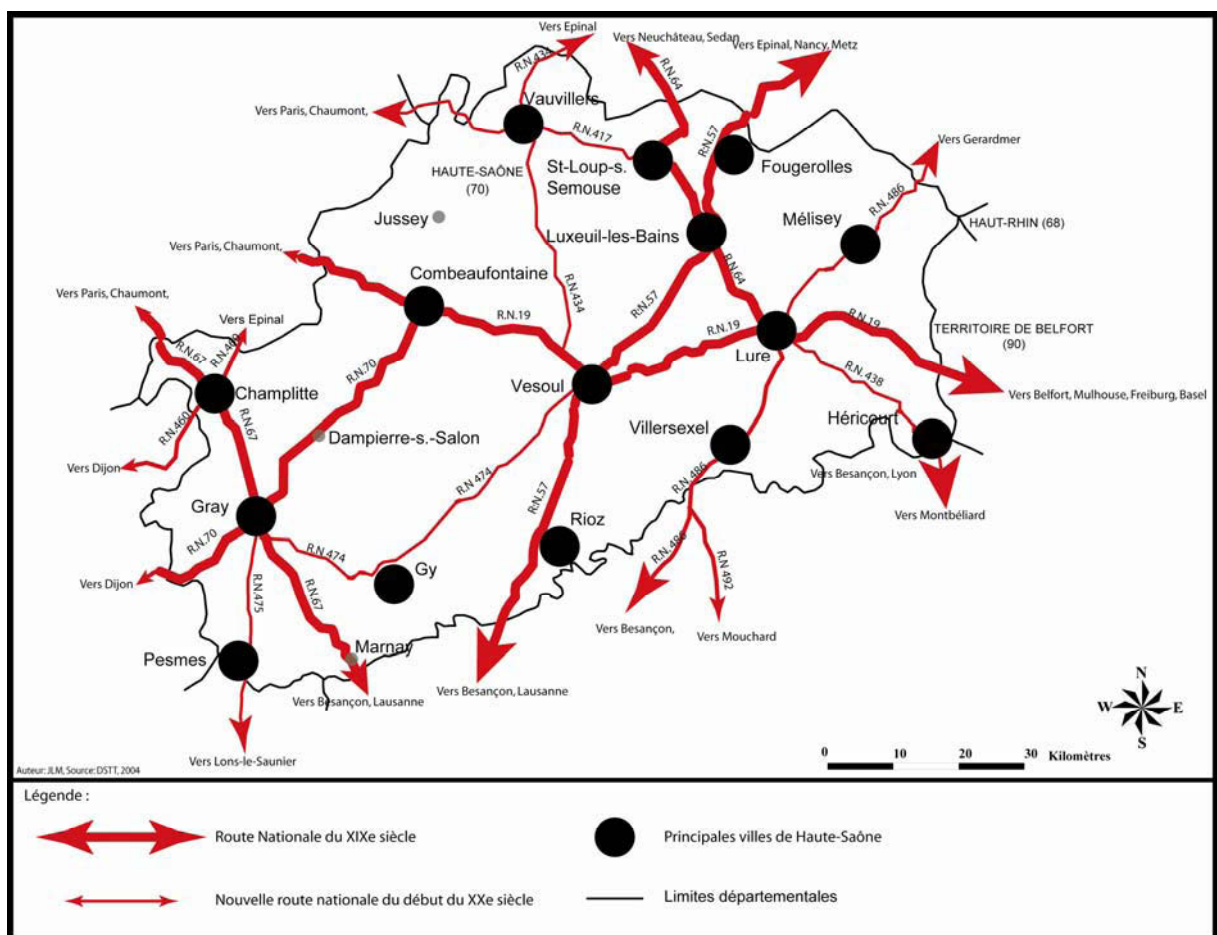 Vers Epinal
Vers Neuchâteau, Sedan
Vers Epinal, Nancy, Metz
R.N.434
R.N.64
Vauvillers
Vers Paris, Chaumont,
R.N.417
R.N.57
Vers Gerardmer
St-Loup-s.
Semouse
Fougerolles
HAUTE-SAÔNE
(70)
R.N.486
Jussey
Mélisey
HAUT-RHIN (68)
Luxeuil-les-Bains
Vers Paris, Chaumont,
Combeaufontaine
R.N.64
Vers Paris, Chaumont,
R.N.434
R.N.57
R.N.19
Vers Epinal
R.N.19
R.N.19
TERRITOIRE DE BELFORT
(90)
R.N.67
Lure
R.N.70
R.N.438
Champlitte
Vesoul
Vers Belfort, Mulhouse, Freiburg, Basel
R.N.460
R.N.67
Héricourt
Villersexel
Dampierre-s.-Salon
Vers Dijon
R.N.486
Vers Besançon, Lyon
R.N 474
R.N.57
Gray
Vers Montbéliard
Rioz
R.N.70
R.N 474
R.N.486
R.N 492
Gy
Vers Dijon
R.N.475
R.N.67
Vers Besançon,
Vers Mouchard
Marnay
Pesmes
Vers Besançon, Lausanne
Vers Besançon, Lausanne
N
W
E
S
Vers Lons-le-Saunier
0
10
20
30
Kilomètres
Auteur: JLM, Source: DSTT, 2004
Légende :
Route Nationale du XIXe siècle
Principales villes de Haute-Saône
Nouvelle route nationale du début du XXe siècle
Limites départementales